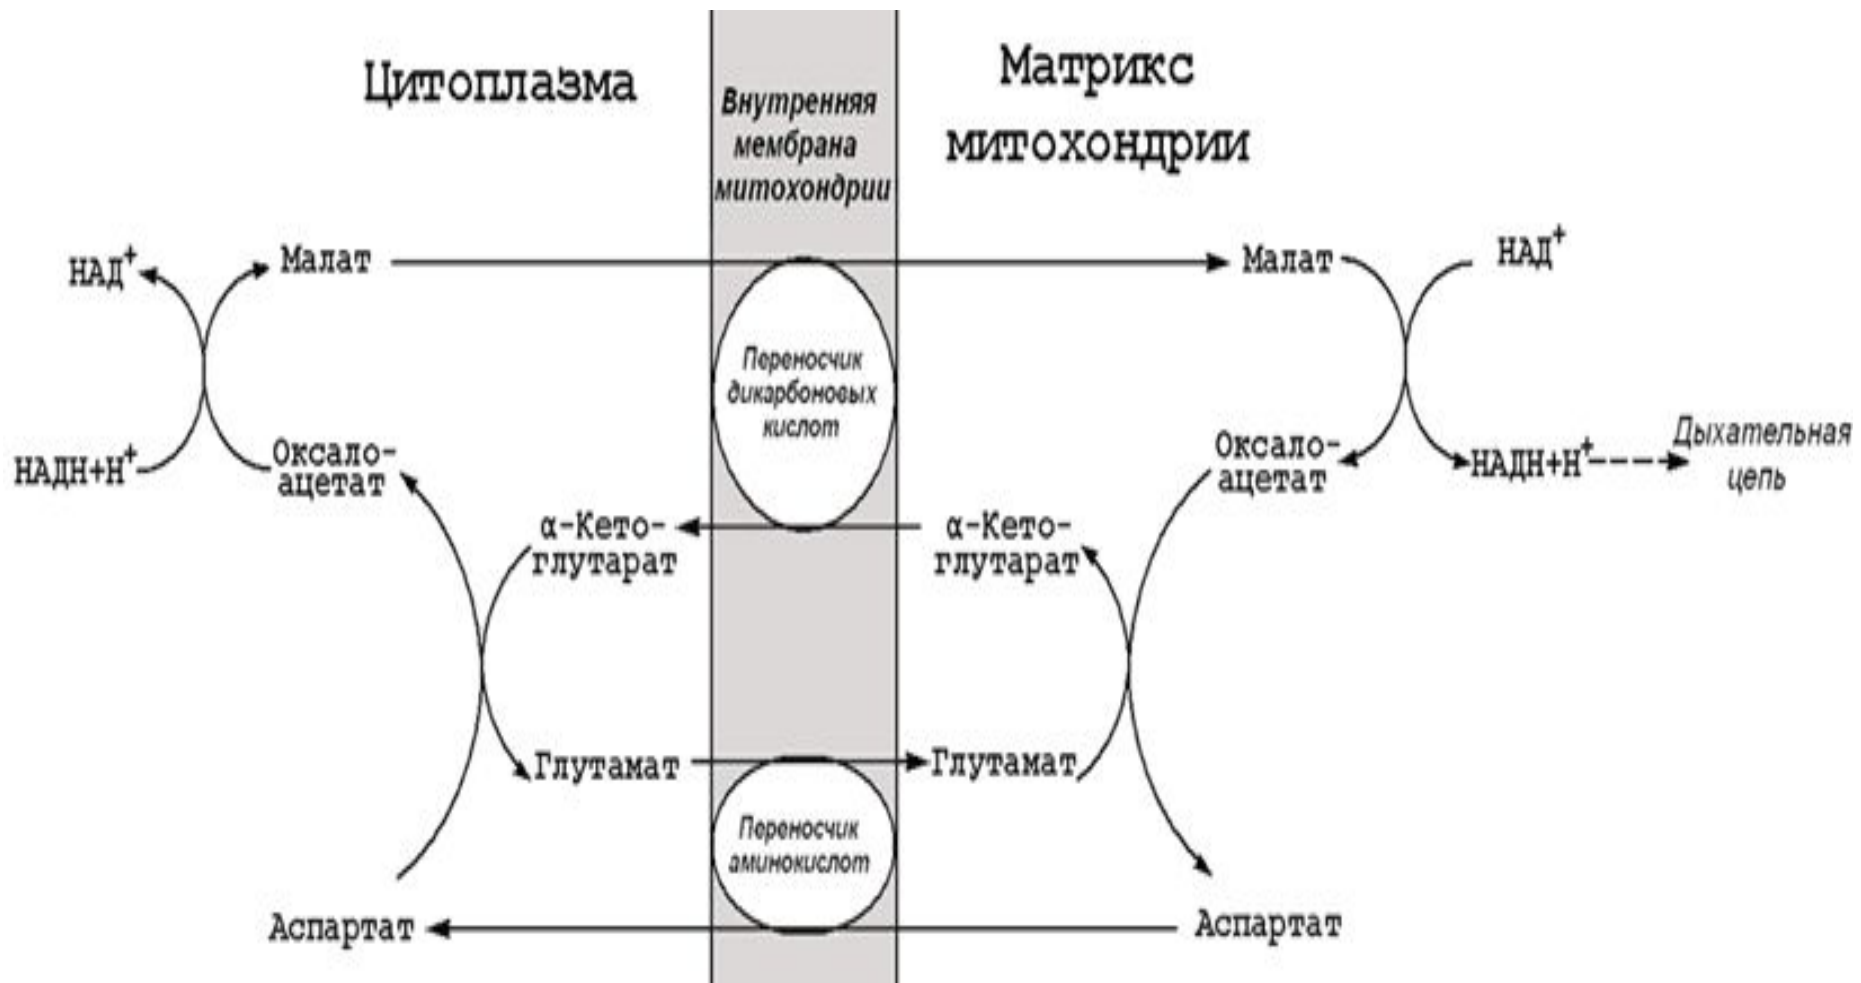 Цитоплазма
Внутренняя
мембрана
митохондрии
Матрикс
митохондрии
НАД⁺
Малат
Малат
НАД⁺
Переносчик
дикарбоновых
кислот
НАДН+Н⁺
Оксало-
ацетат
Оксало-
ацетат
НАДН+Н⁺
Дыхательная
цепь
α-Кето-
глутарат
α-Кето-
глутарат
Глутамат
Глутамат
Переносчик
аминокислот
Аспартат
Аспартат